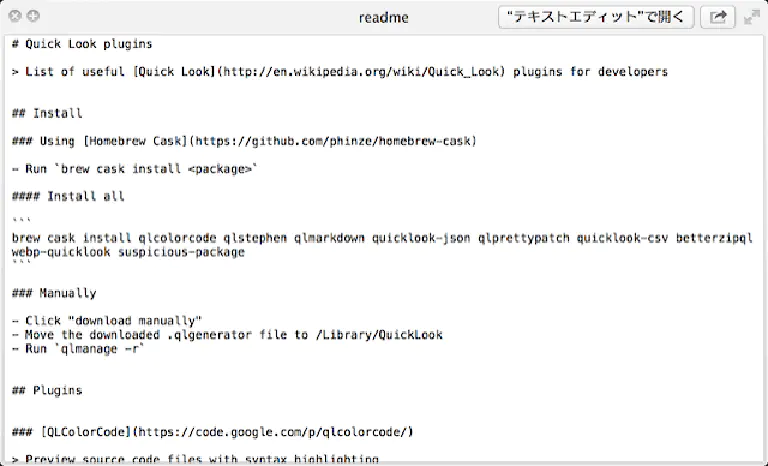 readme
“テキストエディット”で開く
# Quick Look plugins
> List of useful [Quick Look](http://en.wikipedia.org/wiki/Quick_Look) plugins for developers
## Install
### Using [Homebrew Cask](https://github.com/phinze/homebrew-cask)
- Run `brew cask install <package>`
#### Install all
```
brew cask install qlcolorcode qlstephen qlmarkdown quicklook-json qlprettypatch quicklook-csv betterzipql
webp-quicklook suspicious-package
```
### Manually
- Click "download manually"
- Move the downloaded .qlgenerator file to /Library/QuickLook
- Run `qlmanage -r`
## Plugins
### [QLColorCode](https://code.google.com/p/qlcolorcode/)
> Preview source code files with syntax highlighting